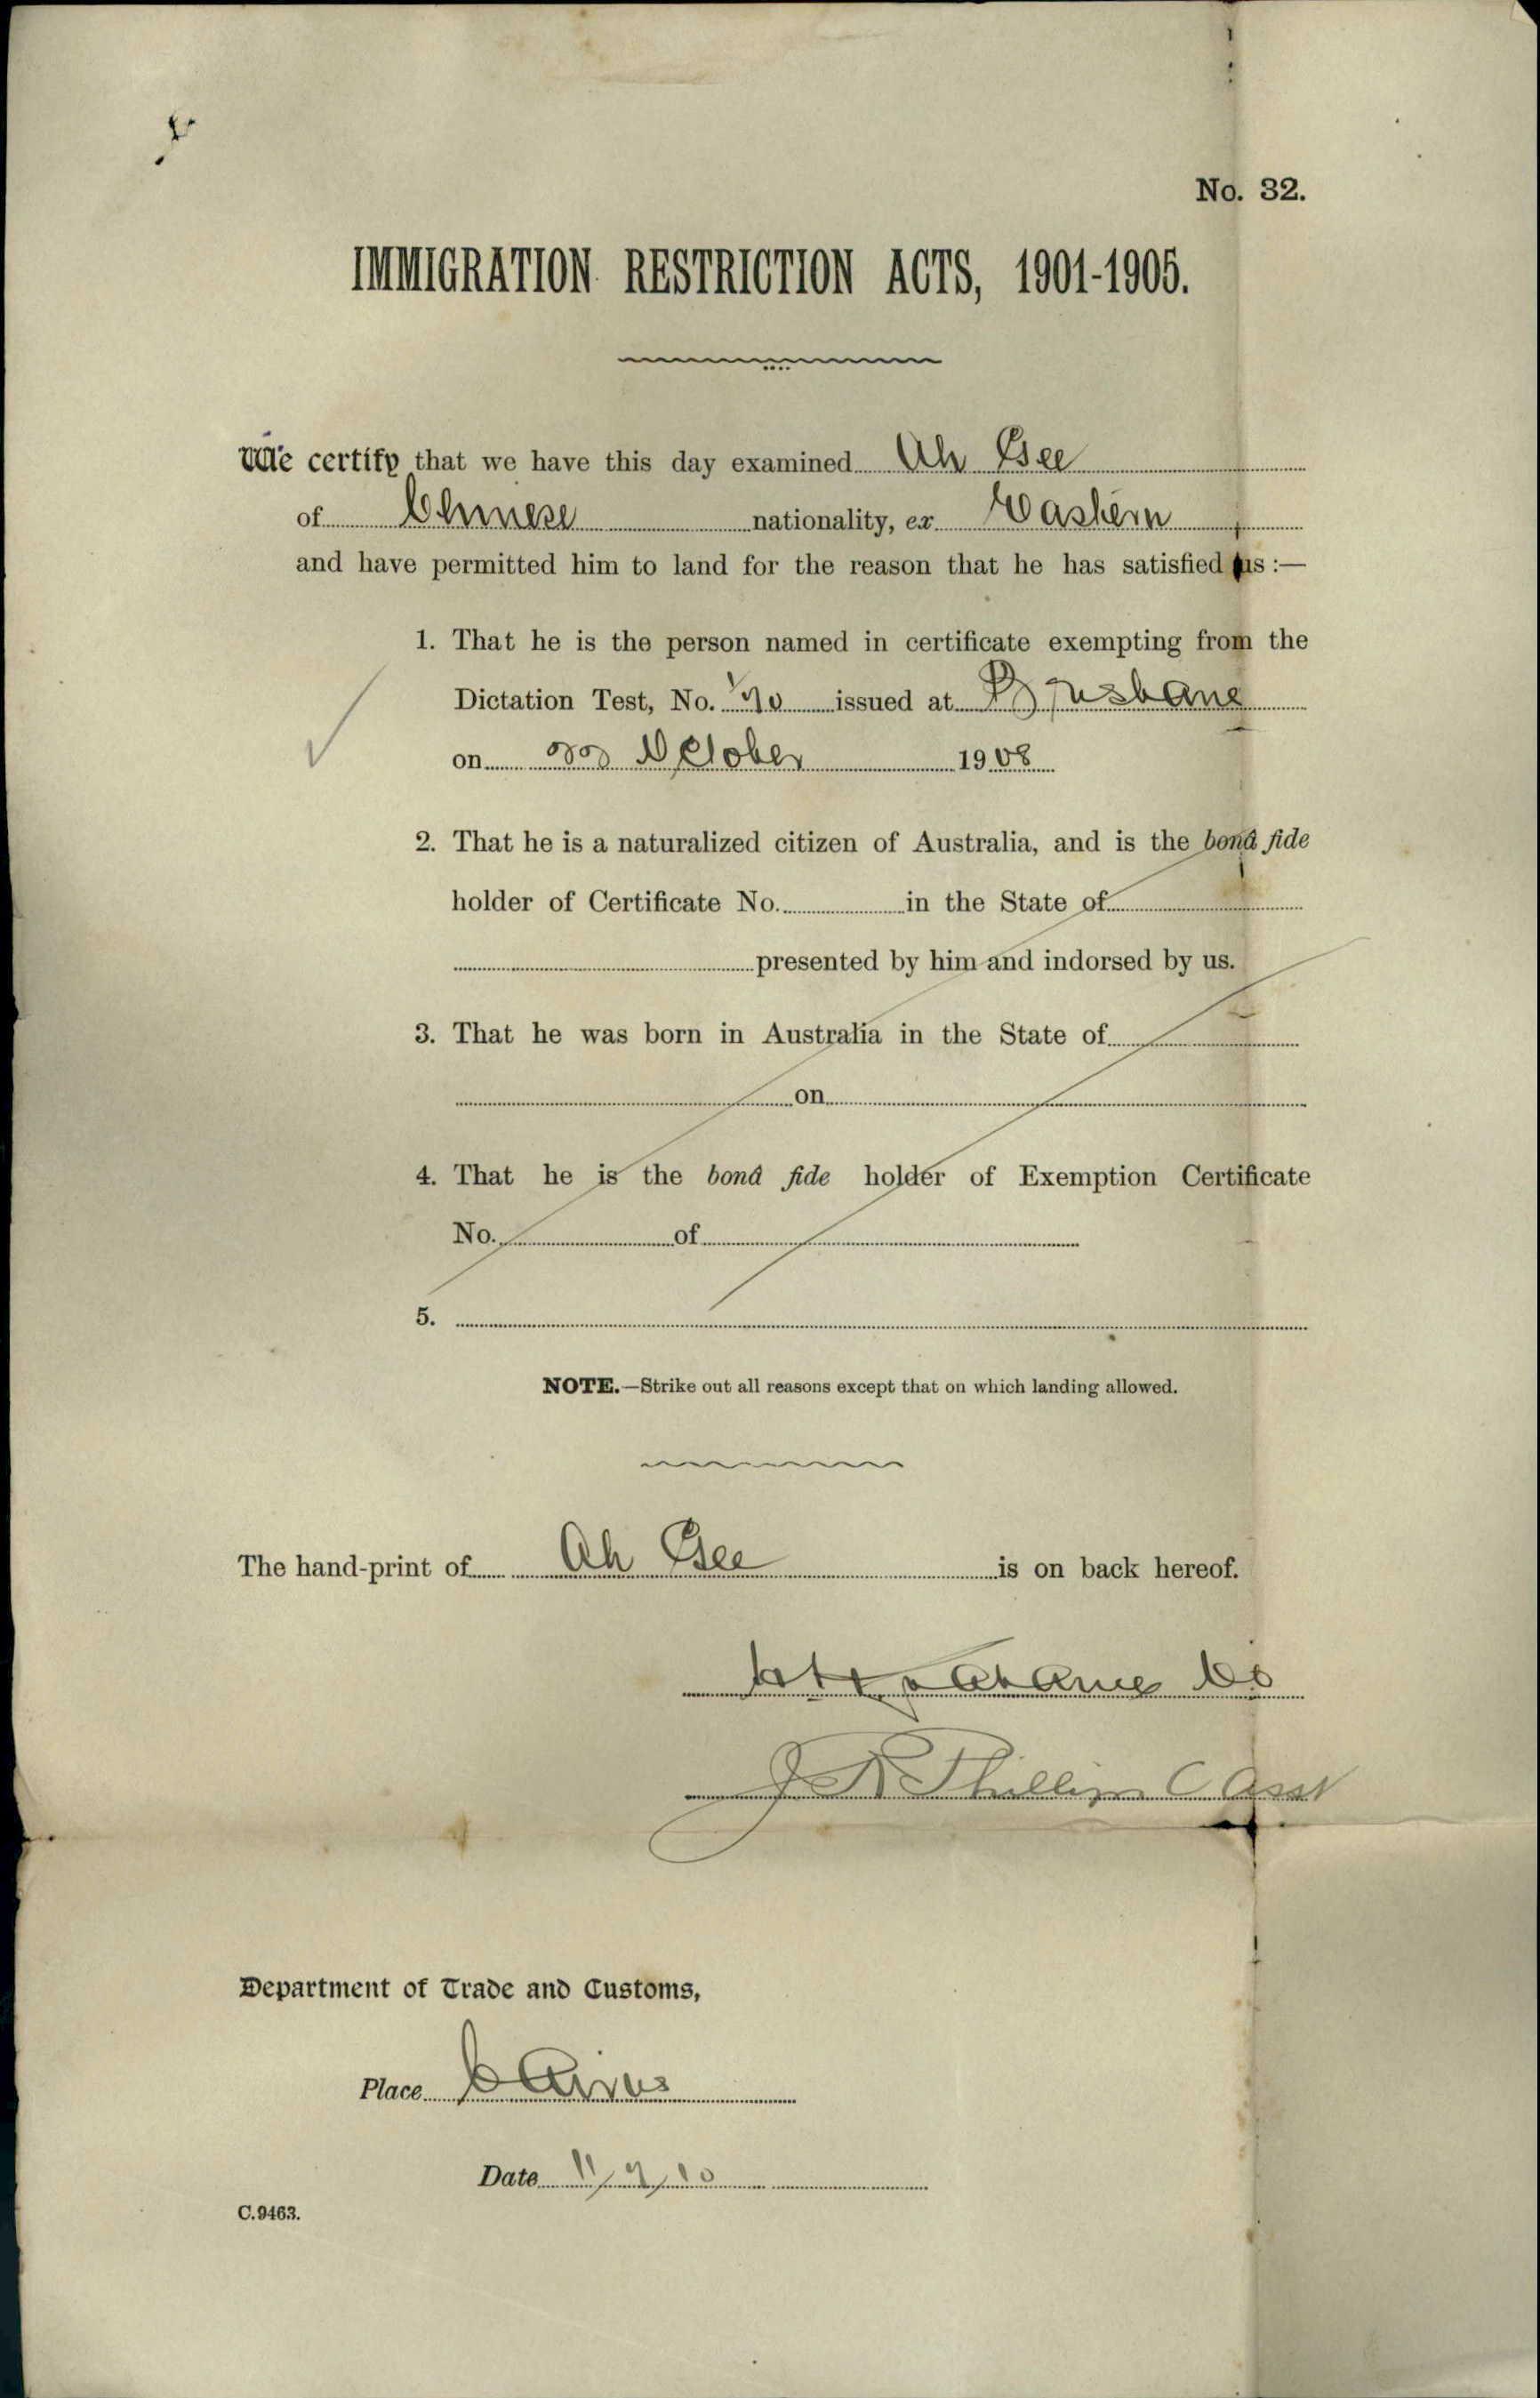 No. 32.
IMMIGRATION RESTRICTION ACTS, 1901-1905.
We certify that we have this day examined Ah Gee
of Chinese nationality, ex Eastern
and have permitted him to land for the reason that he has satisfied us :—
1. That he is the person named in certificate exempting from the
Dictation Test, No. issued at Brisbane
on October 1908
2. That he is a naturalized citizen of Australia, and is the bonâ fide
holder of Certificate No. in the State of
presented by him and indorsed by us.
3. That he was born in Australia in the State of
on
4. That he is the bonâ fide holder of Exemption Certificate
No. of
5.
NOTE.—Strike out all reasons except that on which landing allowed.
The hand-print of Ah Gee is on back hereof.
J R Phillips C Asst
Department of Trade and Customs,
Place Cairns
Date 11/7/10
C.9463.